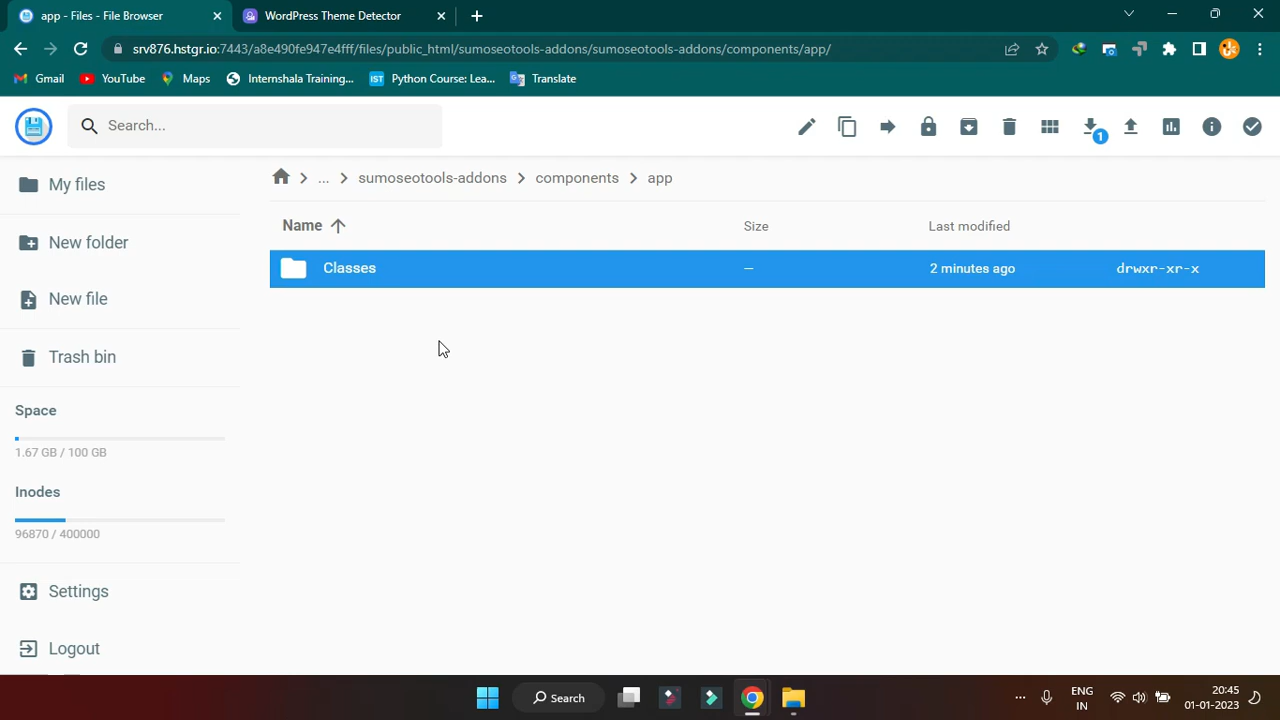 app - Files - File Browser
WordPress Theme Detector
srv876.hstgr.io:7443/a8e490fe947e4fff/files/public_html/sumoseotools-addons/sumoseotools-addons/components/app/
Gmail
YouTube
Maps
Internshala Training...
IST
Python Course: Lea...
Translate
Search...
1
My files
... sumoseotools-addons components app
Name
Size
Last modified
New folder
Classes
—
2 minutes ago
drwxr-xr-x
New file
Trash bin
Space
1.67 GB / 100 GB
Inodes
96870 / 400000
Settings
Logout
Search
ENG
IN
20:45
01-01-2023